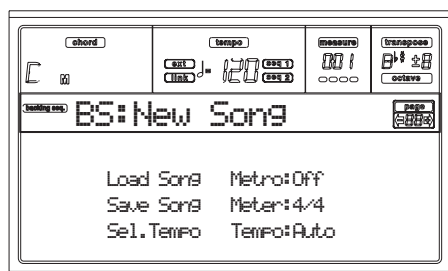 chord tempo measure transpose
C M ext link ♩= 120 seq 1 seq 2 001 B♭♯ ±8 octave
backing seq. BS:New Song page
Load Song Metro:Off
Save Song Meter:4/4
Sel.Tempo Tempo:Auto